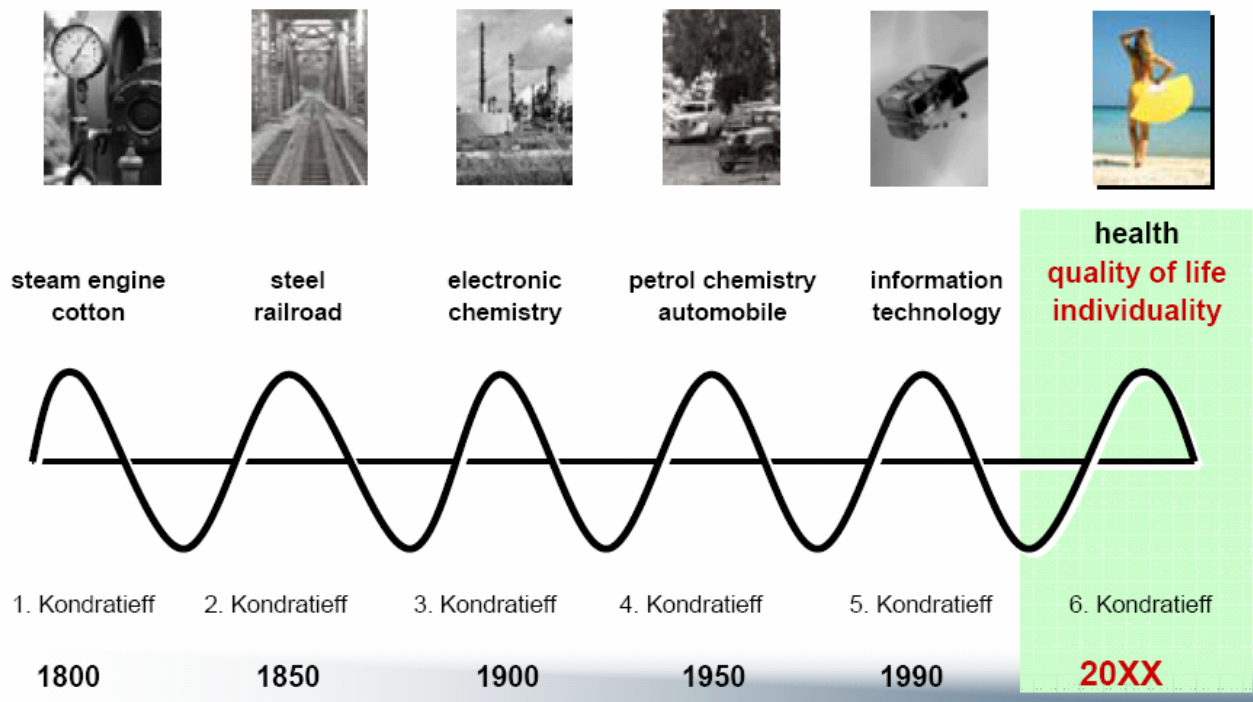 steam engine
cotton
steel
railroad
electronic
chemistry
petrol chemistry
automobile
information
technology
health
quality of life
individuality
1. Kondratieff
2. Kondratieff
3. Kondratieff
4. Kondratieff
5. Kondratieff
6. Kondratieff
1800
1850
1900
1950
1990
20XX